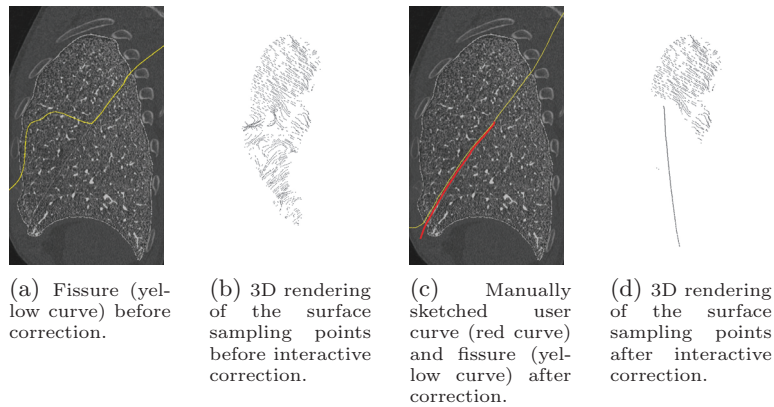 (a) Fissure (yel-
low curve) before
correction.
(b) 3D rendering
of the surface
sampling points
before interactive
correction.
(c) Manually
sketched user
curve (red curve)
and fissure (yel-
low curve) after
correction.
(d) 3D rendering
of the surface
sampling points
after interactive
correction.